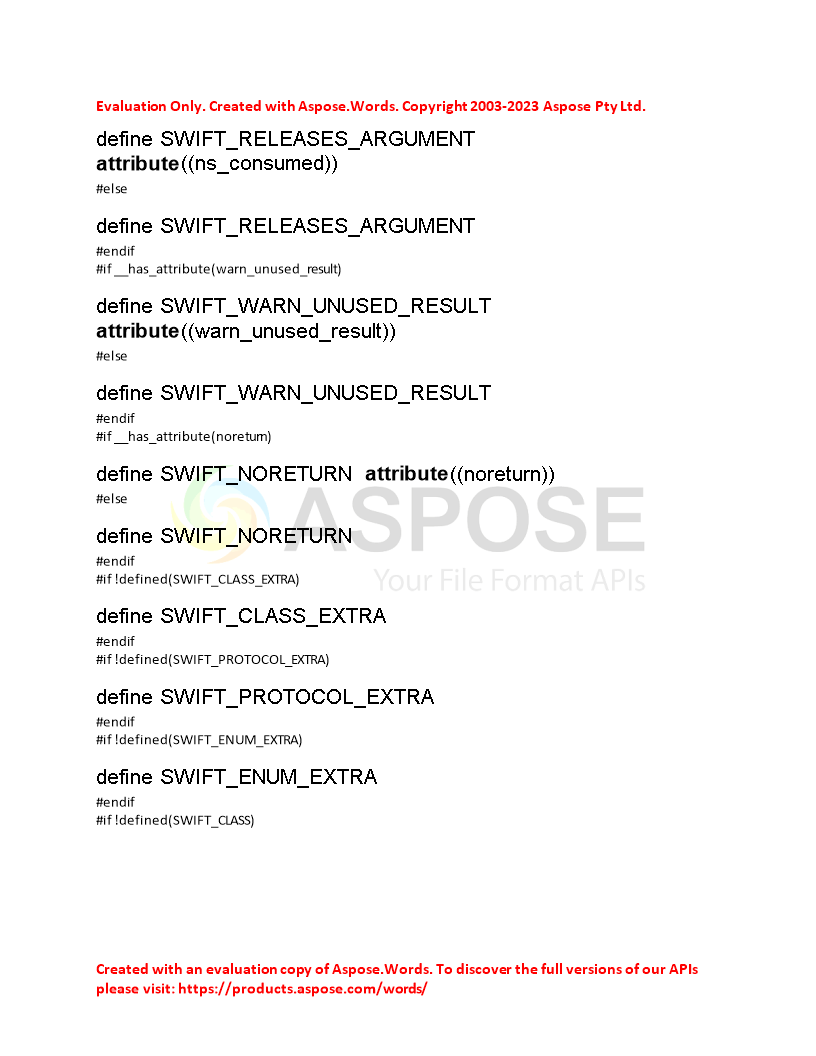 Evaluation Only. Created with Aspose.Words. Copyright 2003-2023 Aspose Pty Ltd.
define SWIFT_RELEASES_ARGUMENT
attribute((ns_consumed))
#else
define SWIFT_RELEASES_ARGUMENT
#endif
#if __has_attribute(warn_unused_result)
define SWIFT_WARN_UNUSED_RESULT
attribute((warn_unused_result))
#else
define SWIFT_WARN_UNUSED_RESULT
#endif
#if __has_attribute(noreturn)
define SWIFT_NORETURN attribute((noreturn))
#else
ASPOSE
define SWIFT_NORETURN
#endif
#if !defined(SWIFT_CLASS_EXTRA)
Your File Format APIs
define SWIFT_CLASS_EXTRA
#endif
#if !defined(SWIFT_PROTOCOL_EXTRA)
define SWIFT_PROTOCOL_EXTRA
#endif
#if !defined(SWIFT_ENUM_EXTRA)
define SWIFT_ENUM_EXTRA
#endif
#if !defined(SWIFT_CLASS)
Created with an evaluation copy of Aspose.Words. To discover the full versions of our APIs
please visit: https://products.aspose.com/words/